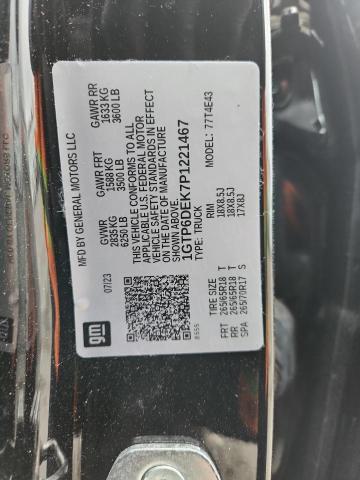 gm
MFD BY GENERAL MOTORS LLC
07/23
GVWR GAWR FRT GAWR RR
2835 KG 1588 KG 1633 KG
6250 LB 3500 LB 3600 LB
THIS VEHICLE CONFORMS TO ALL
APPLICABLE U.S. FEDERAL MOTOR
VEHICLE SAFETY STANDARDS IN EFFECT
ON THE DATE OF MANUFACTURE
SHOWN ABOVE.
1GTP6DEK7P1221467
TYPE: TRUCK MODEL: 77T4E43
TIRE SIZE RIM
FRT 265/65R18 T 18X8.5J
RR 265/65R18 T 18X8.5J
SPA 265/70R17 S 17X8J